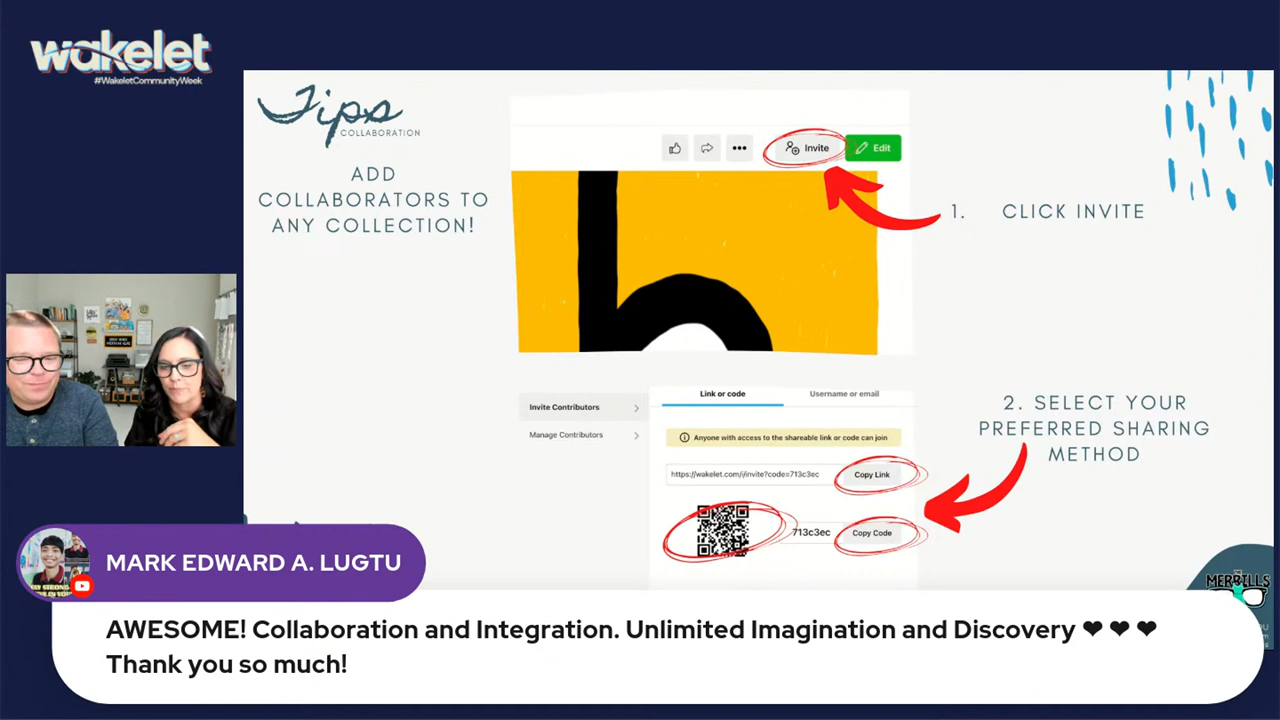 wakelet
#WakeletCommunityWeek
Tips
COLLABORATION
ADD
COLLABORATORS TO
ANY COLLECTION!
Invite
Edit
1. CLICK INVITE
Link or code
Username or email
Invite Contributors
Manage Contributors
Anyone with access to the shareable link or code can join
https://wakelet.com/i/invite?code=713c3ec
Copy Link
713c3ec
Copy Code
2. SELECT YOUR
PREFERRED SHARING
METHOD
THE
MERRILLS
MARK EDWARD A. LUGTU
AWESOME! Collaboration and Integration. Unlimited Imagination and Discovery ❤ ❤ ❤
Thank you so much!